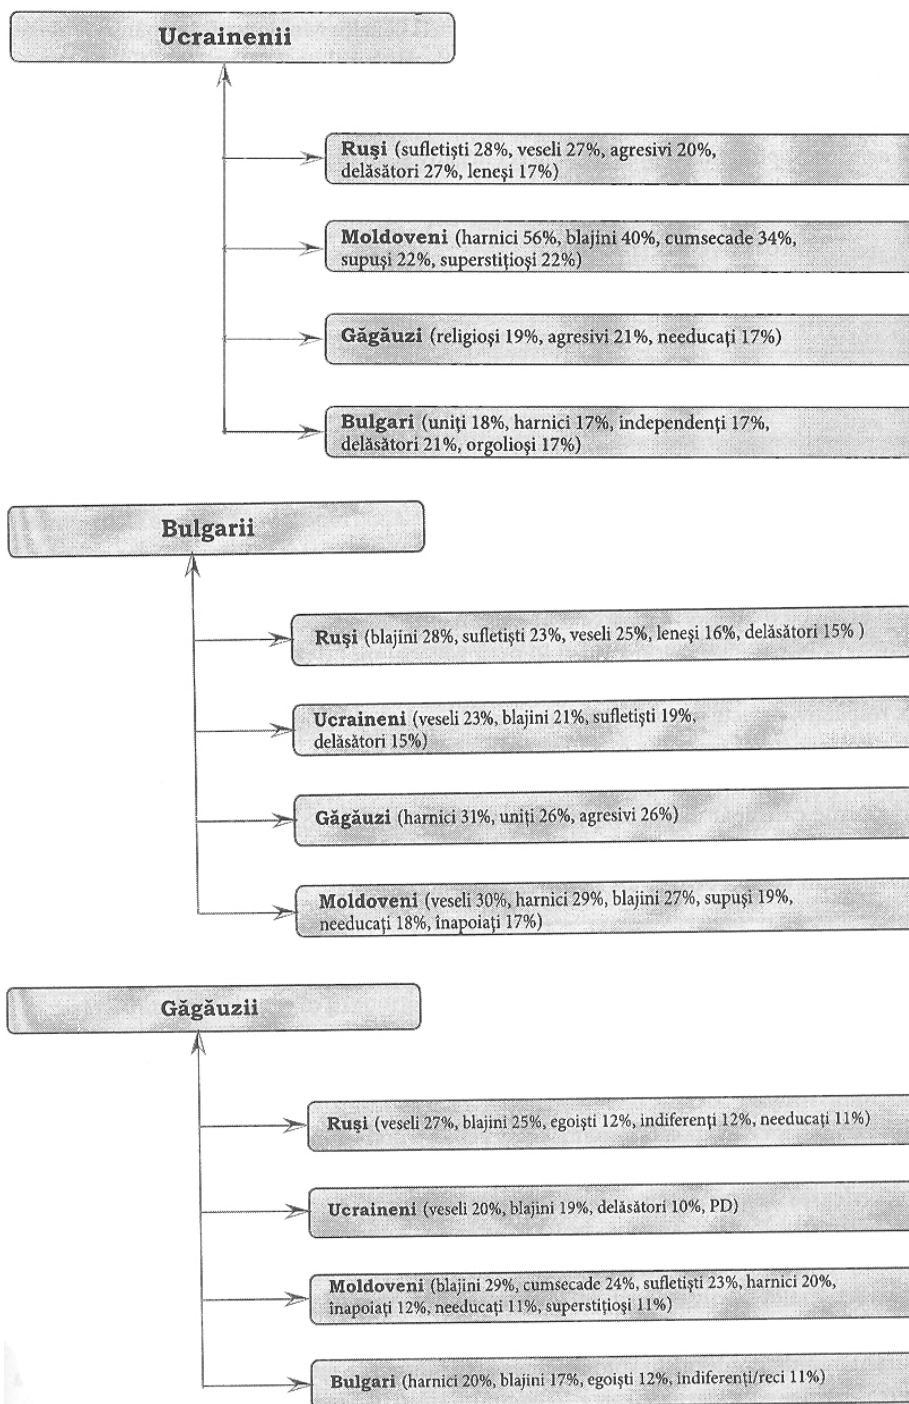 Ucrainenii
Ruşi (sufletişti 28%, veseli 27%, agresivi 20%,
delăsători 27%, leneşi 17%)
Moldoveni (harnici 56%, blajini 40%, cumsecade 34%,
supuşi 22%, superstiţioşi 22%)
Găgăuzi (religioşi 19%, agresivi 21%, needucaţi 17%)
Bulgari (uniţi 18%, harnici 17%, independenţi 17%,
delăsători 21%, orgolioşi 17%)
Bulgarii
Ruşi (blajini 28%, sufletişti 23%, veseli 25%, leneşi 16%, delăsători 15% )
Ucraineni (veseli 23%, blajini 21%, sufletişti 19%,
delăsători 15%)
Găgăuzi (harnici 31%, uniţi 26%, agresivi 26%)
Moldoveni (veseli 30%, harnici 29%, blajini 27%, supuşi 19%,
needucaţi 18%, înapoiaţi 17%)
Găgăuzii
Ruşi (veseli 27%, blajini 25%, egoişti 12%, indiferenţi 12%, needucaţi 11%)
Ucraineni (veseli 20%, blajini 19%, delăsători 10%, PD)
Moldoveni (blajini 29%, cumsecade 24%, sufletişti 23%, harnici 20%,
înapoiaţi 12%, needucaţi 11%, superstiţioşi 11%)
Bulgari (harnici 20%, blajini 17%, egoişti 12%, indiferenţi/reci 11%)